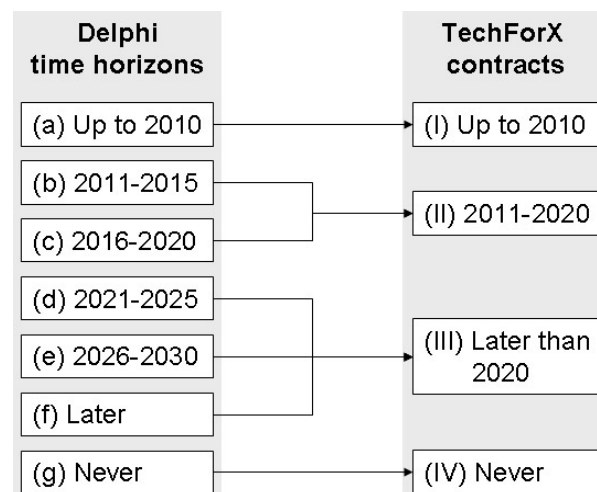 Delphi
time horizons
(a) Up to 2010
(b) 2011-2015
(c) 2016-2020
(d) 2021-2025
(e) 2026-2030
(f) Later
(g) Never
TechForX
contracts
(I) Up to 2010
(II) 2011-2020
(III) Later than
2020
(IV) Never